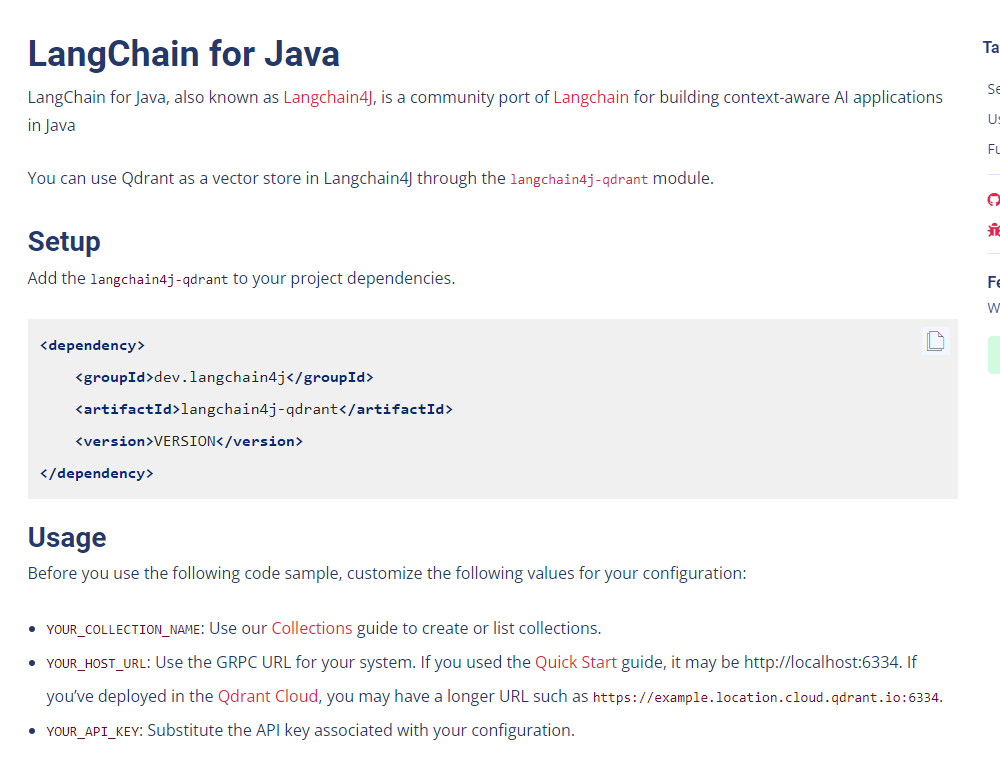 LangChain for Java
LangChain for Java, also known as Langchain4J, is a community port of Langchain for building context-aware AI applications
in Java
You can use Qdrant as a vector store in Langchain4J through the langchain4j-qdrant module.
Setup
Add the langchain4j-qdrant to your project dependencies.
<dependency>
    <groupId>dev.langchain4j</groupId>
    <artifactId>langchain4j-qdrant</artifactId>
    <version>VERSION</version>
</dependency>
Usage
Before you use the following code sample, customize the following values for your configuration:
• YOUR_COLLECTION_NAME: Use our Collections guide to create or list collections.
• YOUR_HOST_URL: Use the GRPC URL for your system. If you used the Quick Start guide, it may be http://localhost:6334. If
you’ve deployed in the Qdrant Cloud, you may have a longer URL such as https://example.location.cloud.qdrant.io:6334.
• YOUR_API_KEY: Substitute the API key associated with your configuration.